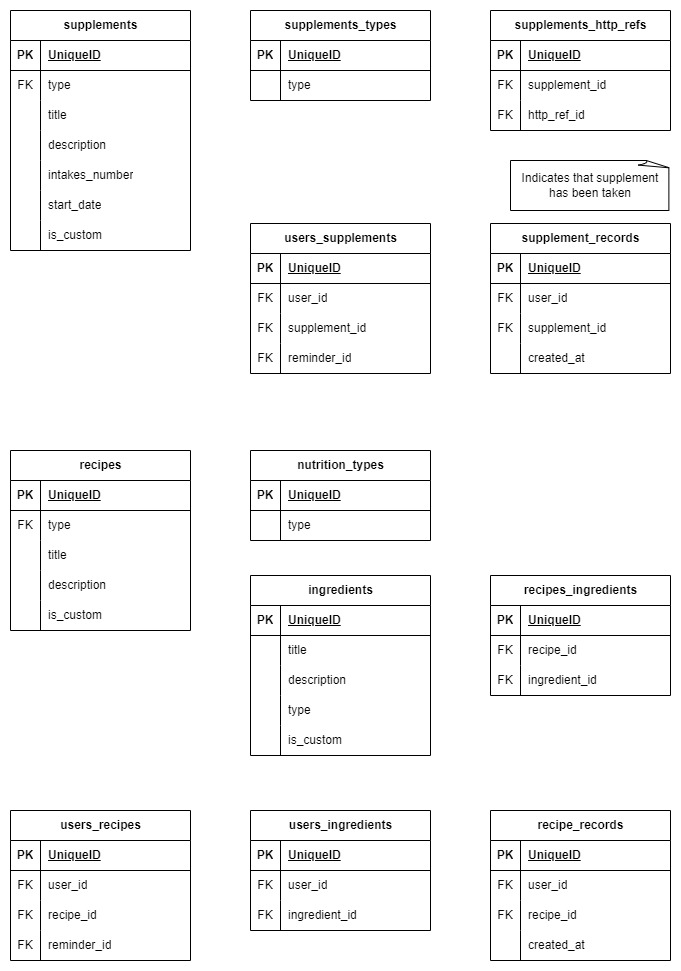 supplements
PK UniqueID
FK type
title
description
intakes_number
start_date
is_custom
supplements_types
PK UniqueID
type
supplements_http_refs
PK UniqueID
FK supplement_id
FK http_ref_id
Indicates that supplement
has been taken
users_supplements
PK UniqueID
FK user_id
FK supplement_id
FK reminder_id
supplement_records
PK UniqueID
FK user_id
FK supplement_id
created_at
recipes
PK UniqueID
FK type
title
description
is_custom
nutrition_types
PK UniqueID
type
ingredients
PK UniqueID
title
description
type
is_custom
recipes_ingredients
PK UniqueID
FK recipe_id
FK ingredient_id
users_recipes
PK UniqueID
FK user_id
FK recipe_id
FK reminder_id
users_ingredients
PK UniqueID
FK user_id
FK ingredient_id
recipe_records
PK UniqueID
FK user_id
FK recipe_id
created_at